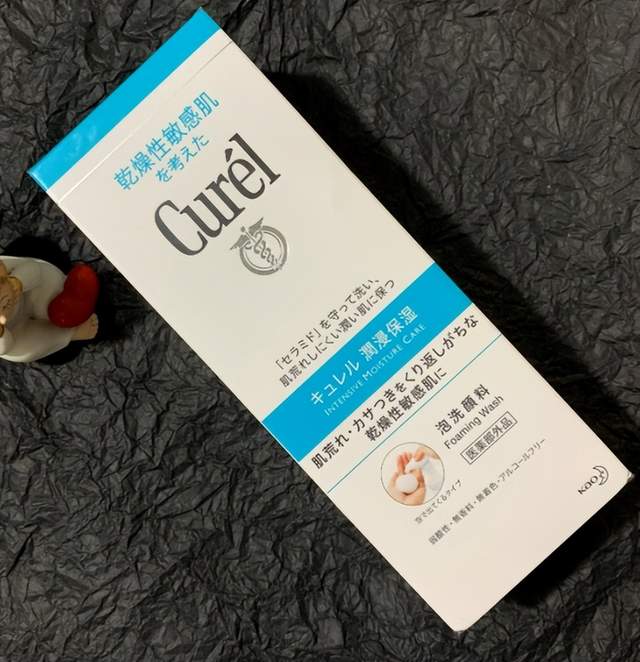 乾燥性敏感肌
を考えた
Curél
「セラミド」を守って洗い、
肌荒れしにくい潤い肌に保つ
キュレル 潤浸保湿
INTENSIVE MOISTURE CARE
肌荒れ・カサつきをくり返しがちな
乾燥性敏感肌に
泡洗顔料
Foaming Wash
医薬部外品
泡で出てくるタイプ
弱酸性・無香料・無着色・アルコールフリー
KAO